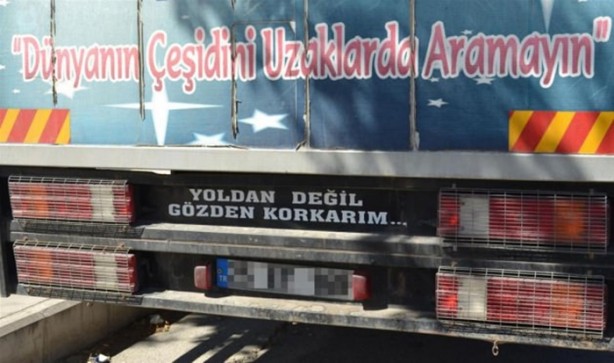 "Dünyanın Çeşidini Uzaklarda Aramayın"
YOLDAN DEĞİL
GÖZDEN KORKARIM...